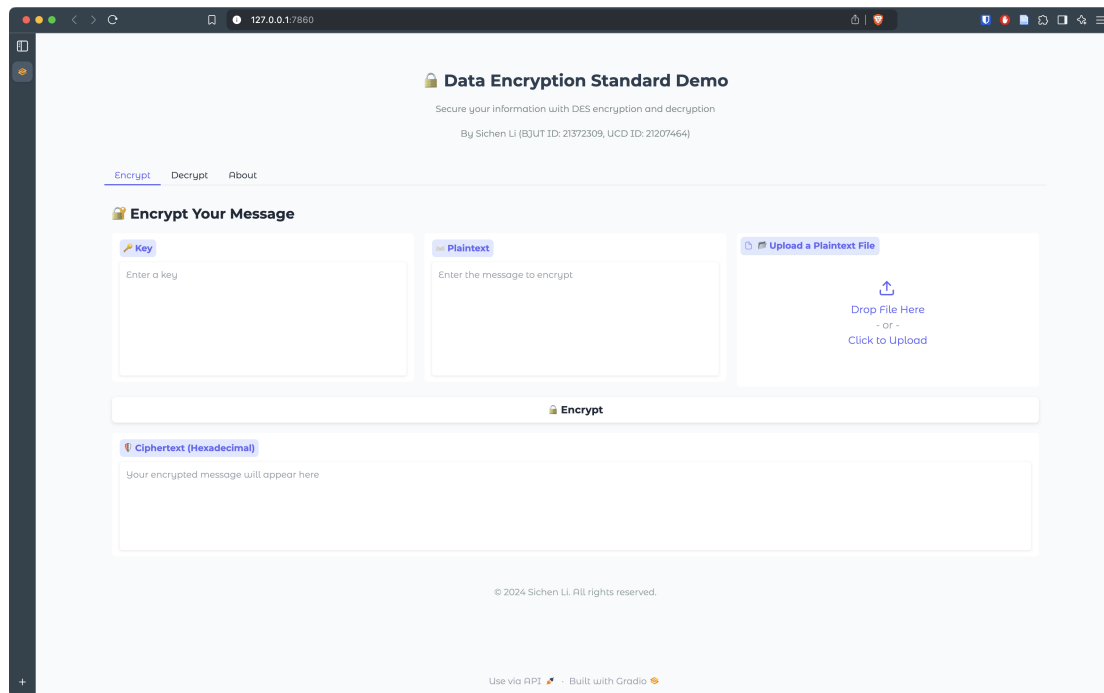 127.0.0.1:7860
🔒 Data Encryption Standard Demo
Secure your information with DES encryption and decryption
By Sichen Li (BJUT ID: 21372309, UCD ID: 21207464)
Encrypt Decrypt About
🔐 Encrypt Your Message
🔑 Key
Enter a key
✉️ Plaintext
Enter the message to encrypt
Upload a Plaintext File
Drop File Here
- or -
Click to Upload
🔒 Encrypt
Ciphertext (Hexadecimal)
Your encrypted message will appear here
© 2024 Sichen Li. All rights reserved.
Use via API 🚀 · Built with Gradio